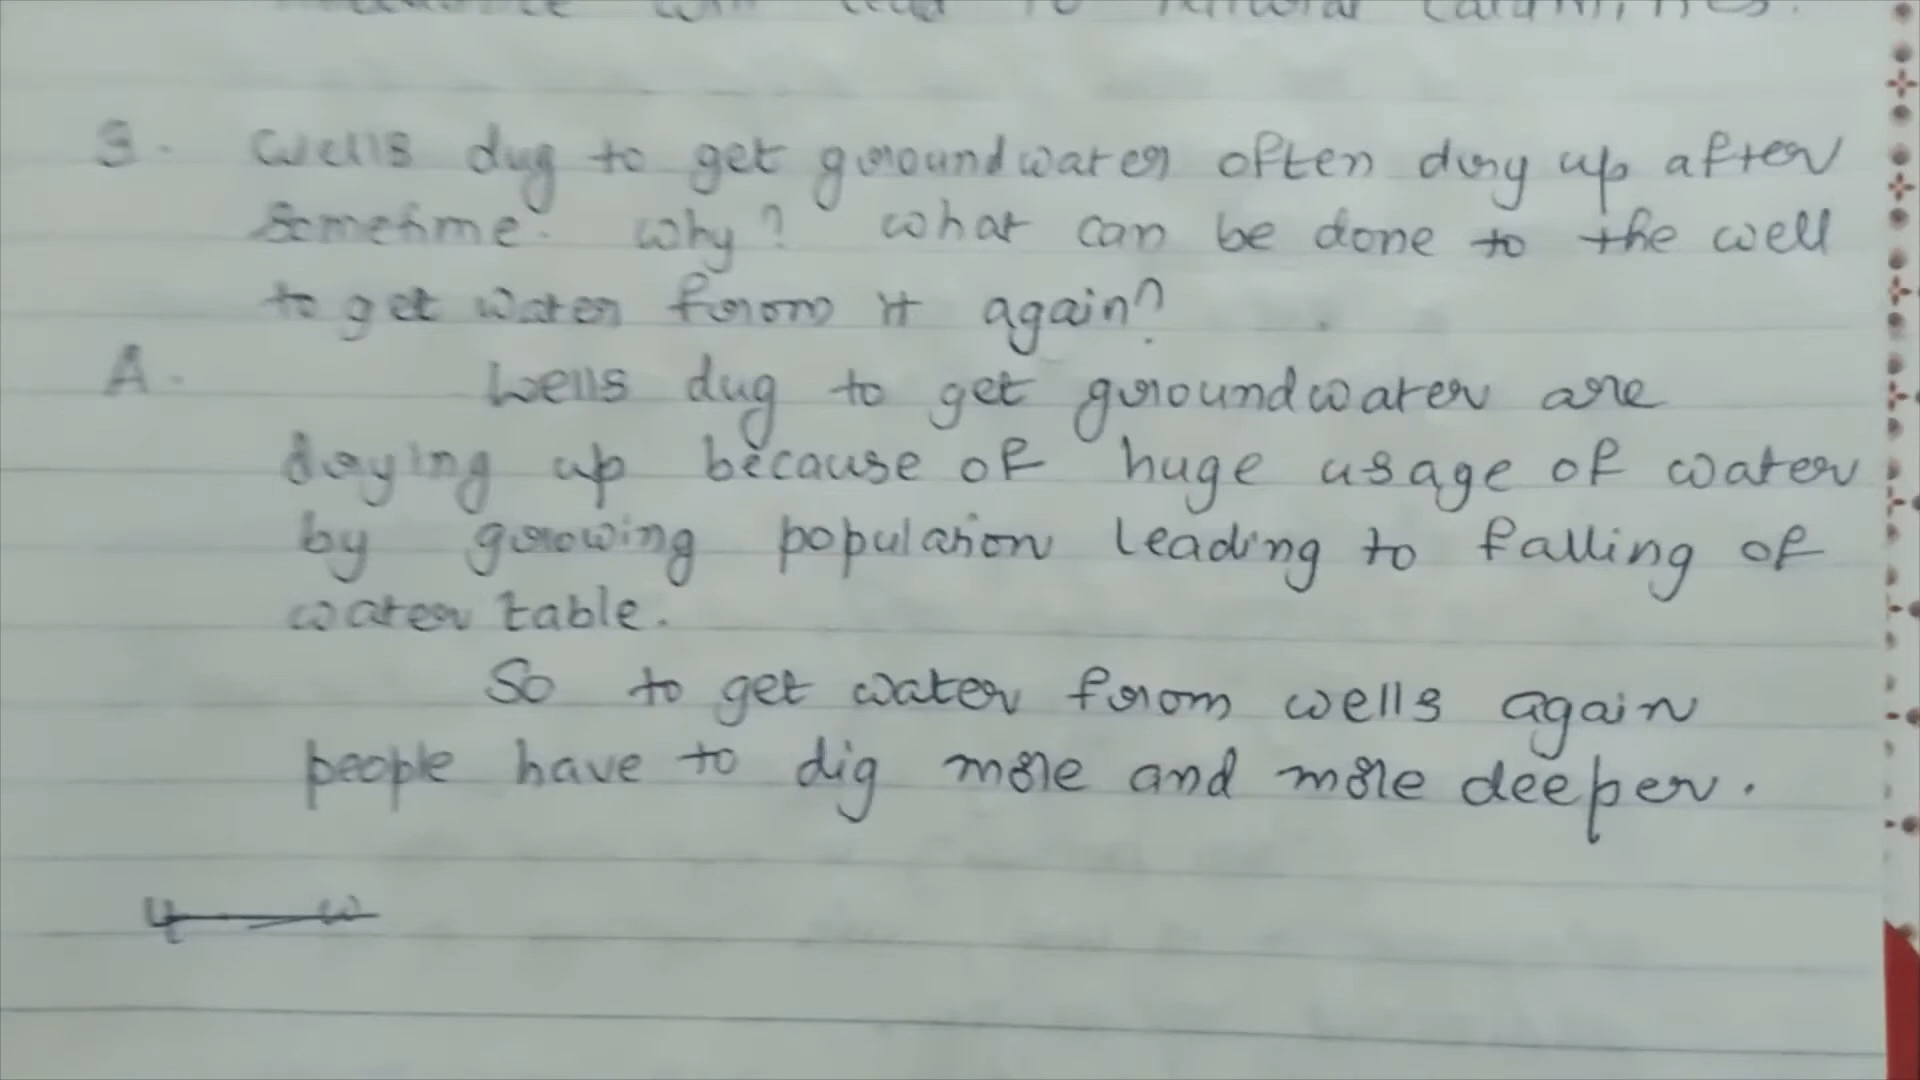 3. Wells dug to get groundwater often dry up after
sometime. Why? What can be done to the well
to get water from it again?
A. Wells dug to get groundwater are
drying up because of huge usage of water
by growing population leading to falling of
water table.
So to get water from wells again
people have to dig more and more deeper.